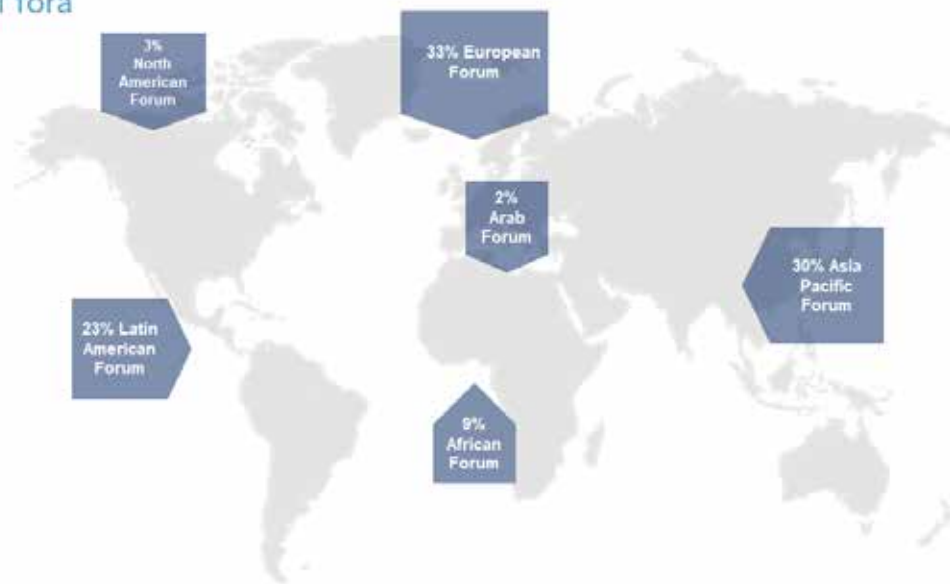 fora
3%
North
American
Forum
33% European
Forum
2%
Arab
Forum
30% Asia
Pacific
Forum
23% Latin
American
Forum
9%
African
Forum